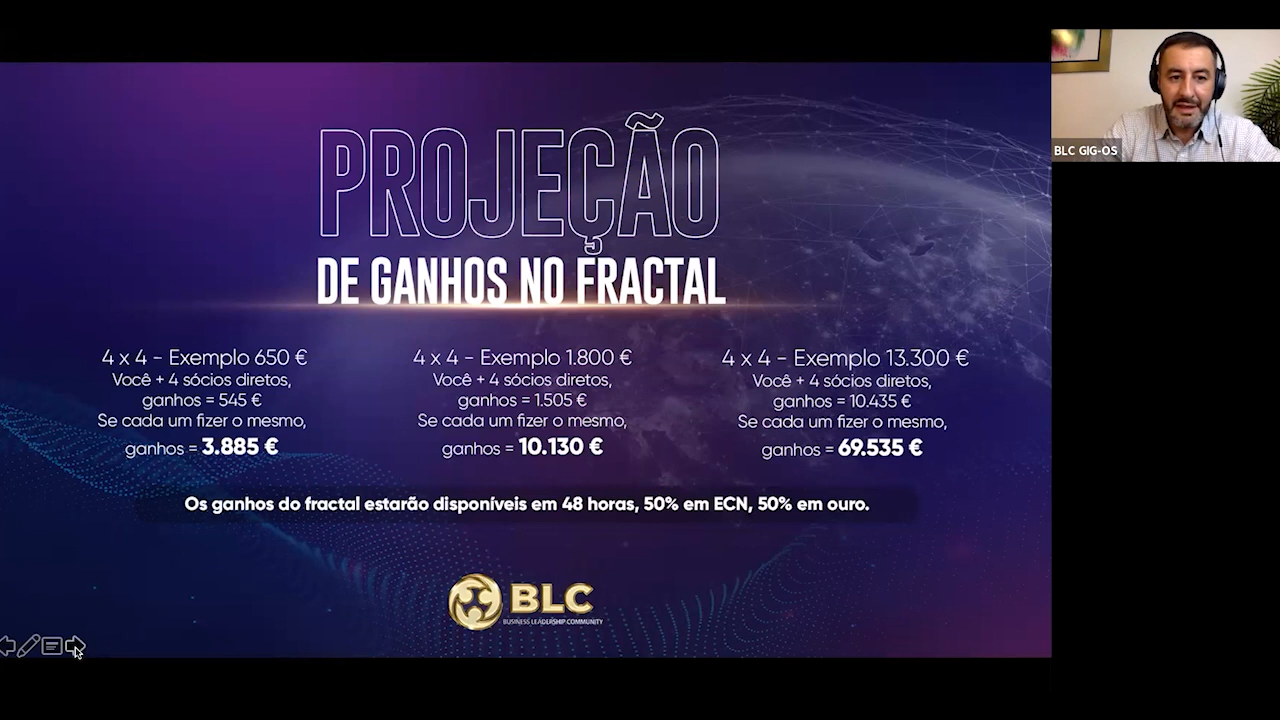 PROJEÇÃO
DE GANHOS NO FRACTAL
4 x 4 - Exemplo 650 €
Você + 4 sócios diretos,
ganhos = 545 €
Se cada um fizer o mesmo,
ganhos = 3.885 €
4 x 4 - Exemplo 1.800 €
Você + 4 sócios diretos,
ganhos = 1.505 €
Se cada um fizer o mesmo,
ganhos = 10.130 €
4 x 4 - Exemplo 13.300 €
Você + 4 sócios diretos,
ganhos = 10.435 €
Se cada um fizer o mesmo,
ganhos = 69.535 €
Os ganhos do fractal estarão disponíveis em 48 horas, 50% em ECN, 50% em ouro.
BLC
BUSINESS LEADERSHIP COMMUNITY
BLC GIG-OS